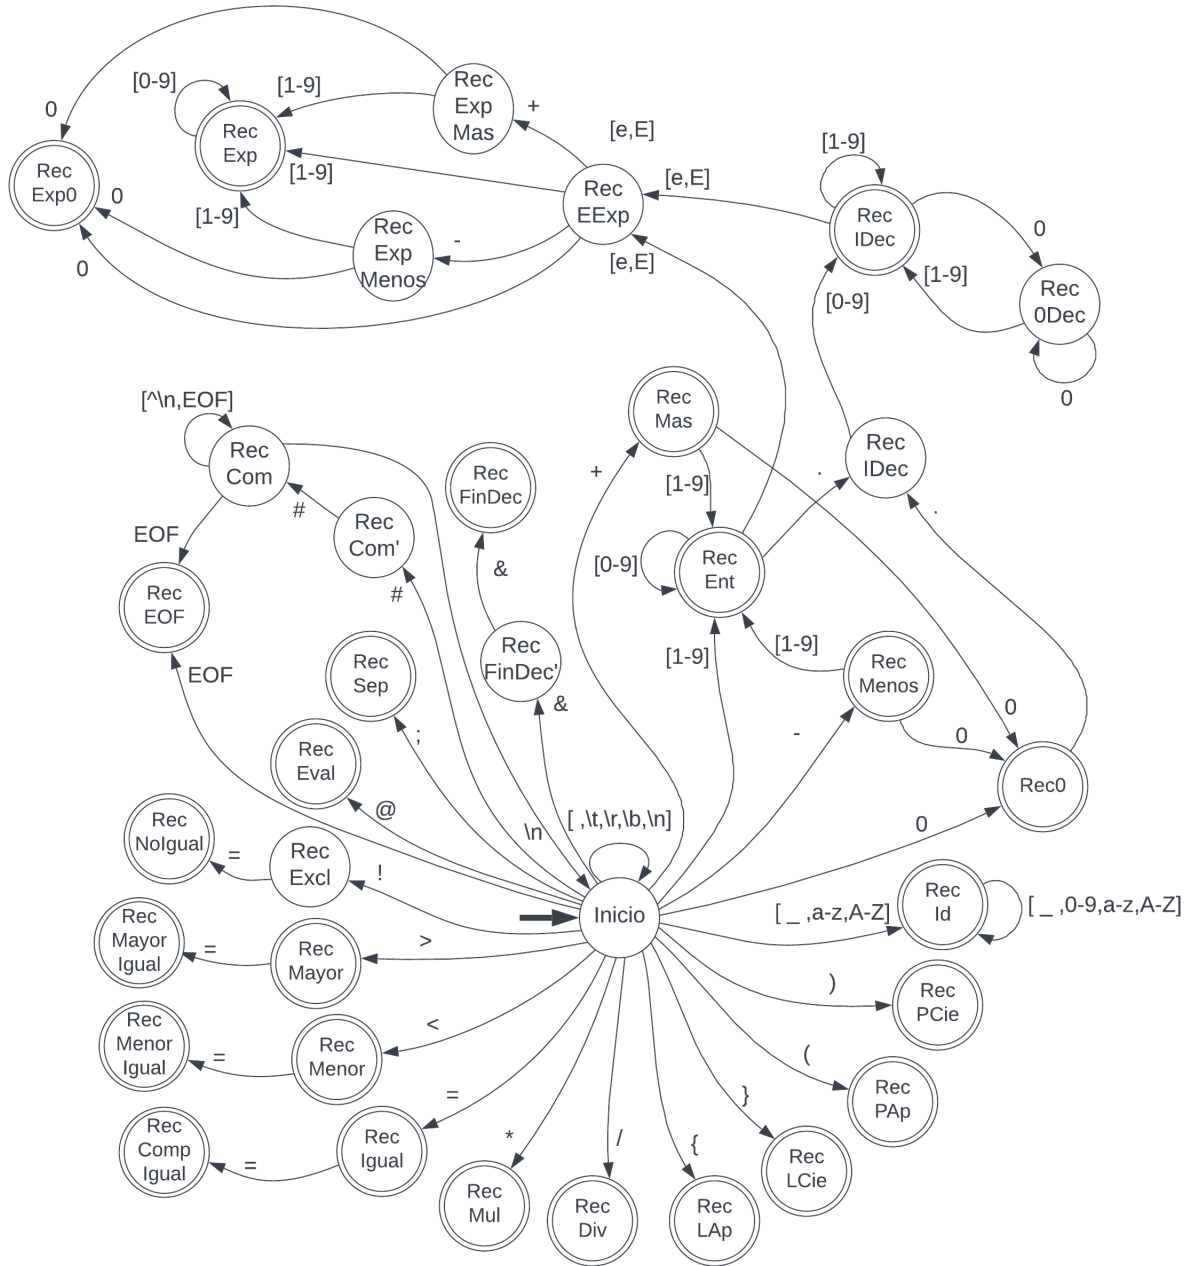 Rec
Exp
Mas
[0-9]
[1-9]
0
+
[e,E]
Rec
Exp
[1-9]
Rec
Exp0
0
[1-9]
Rec
EExp
[e,E]
[1-9]
Rec
IDec
0
Rec
Exp
Menos
-
0
[e,E]
[1-9]
[0-9]
Rec
0Dec
0
[^\n,EOF]
Rec
Com
Rec
Mas
+
[1-9]
.
Rec
IDec
.
Rec
FinDec
#
Rec
Com'
EOF
&
#
[0-9]
Rec
Ent
Rec
EOF
EOF
Rec
Sep
Rec
FinDec'
&
[1-9]
[1-9]
Rec
Menos
;
-
0
0
Rec
Eval
Rec0
@
\n
[ ,\t,\r,\b,\n]
0
Rec
NoIgual
=
Rec
Excl
!
Inicio
[ _ ,a-z,A-Z]
Rec
Id
[ _ ,0-9,a-z,A-Z]
Rec
Mayor
Igual
=
Rec
Mayor
>
)
Rec
PCie
Rec
Menor
Igual
=
Rec
Menor
<
(
Rec
PAp
Rec
Comp
Igual
=
Rec
Igual
=
}
Rec
LCie
*
Rec
Mul
/
Rec
Div
{
Rec
LAp